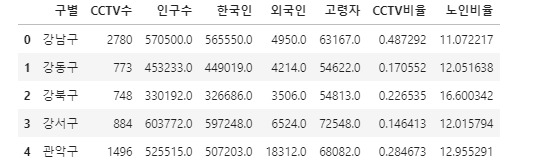 구별 CCTV수 인구수 한국인 외국인 고령자 CCTV비율 노인비율
0 강남구 2780 570500.0 565550.0 4950.0 63167.0 0.487292 11.072217
1 강동구 773 453233.0 449019.0 4214.0 54622.0 0.170552 12.051638
2 강북구 748 330192.0 326686.0 3506.0 54813.0 0.226535 16.600342
3 강서구 884 603772.0 597248.0 6524.0 72548.0 0.146413 12.015794
4 관악구 1496 525515.0 507203.0 18312.0 68082.0 0.284673 12.955291